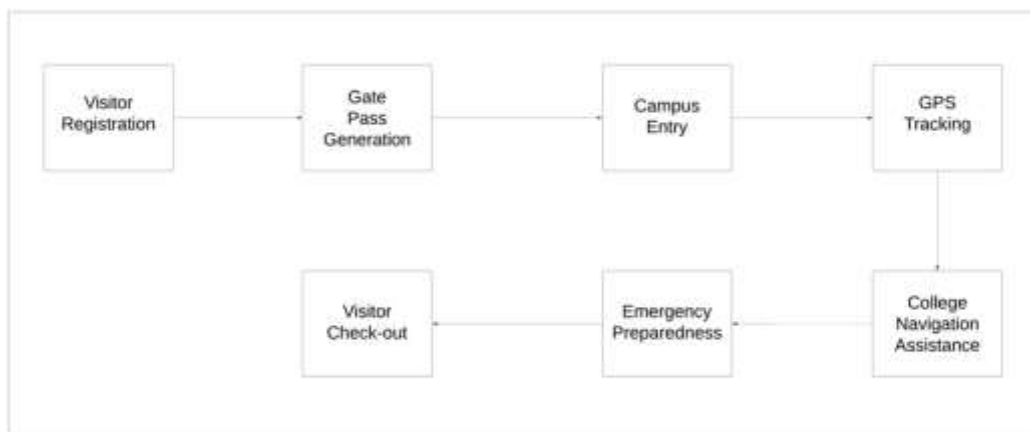 Visitor
Registration
Gate
Pass
Generation
Campus
Entry
GPS
Tracking
College
Navigation
Assistance
Emergency
Preparedness
Visitor
Check-out